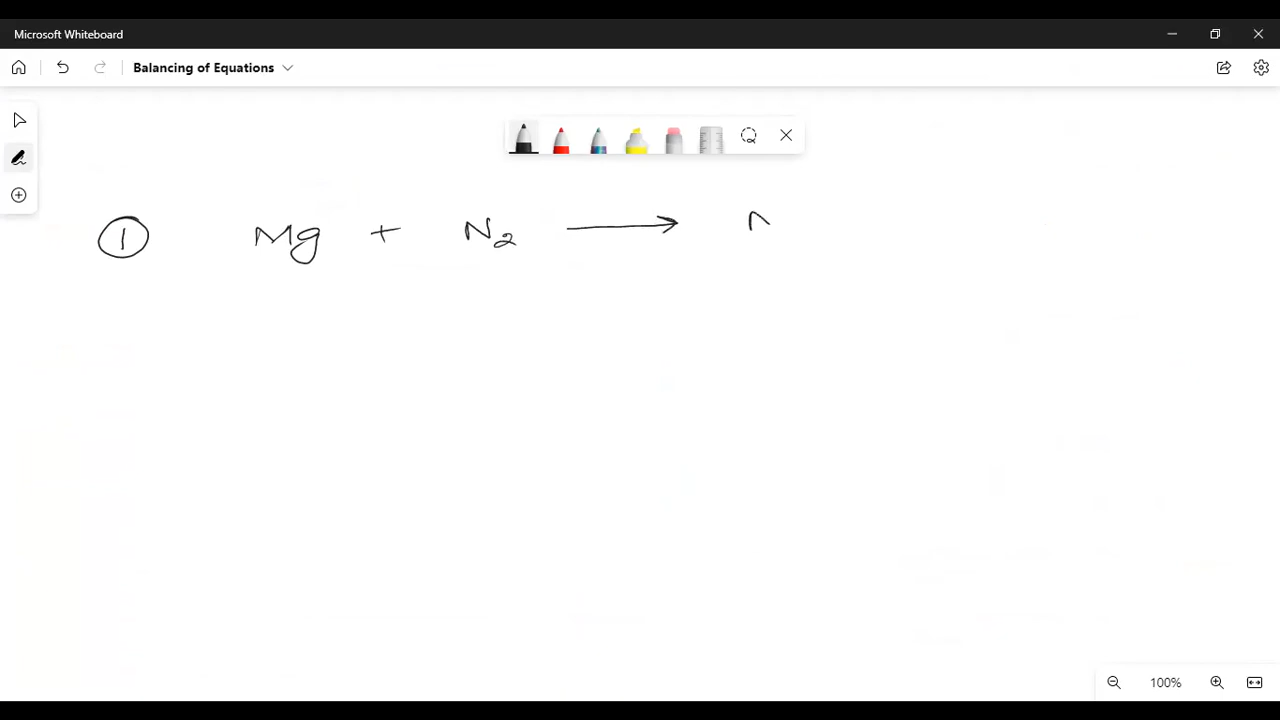 Microsoft Whiteboard
Balancing of Equations
① Mg + N₂ ⟶
100%